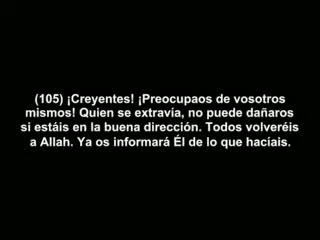 (105) ¡Creyentes! ¡Preocupaos de vosotros
mismos! Quien se extravía, no puede dañaros
si estáis en la buena dirección. Todos volveréis
a Allah. Ya os informará Él de lo que hacíais.